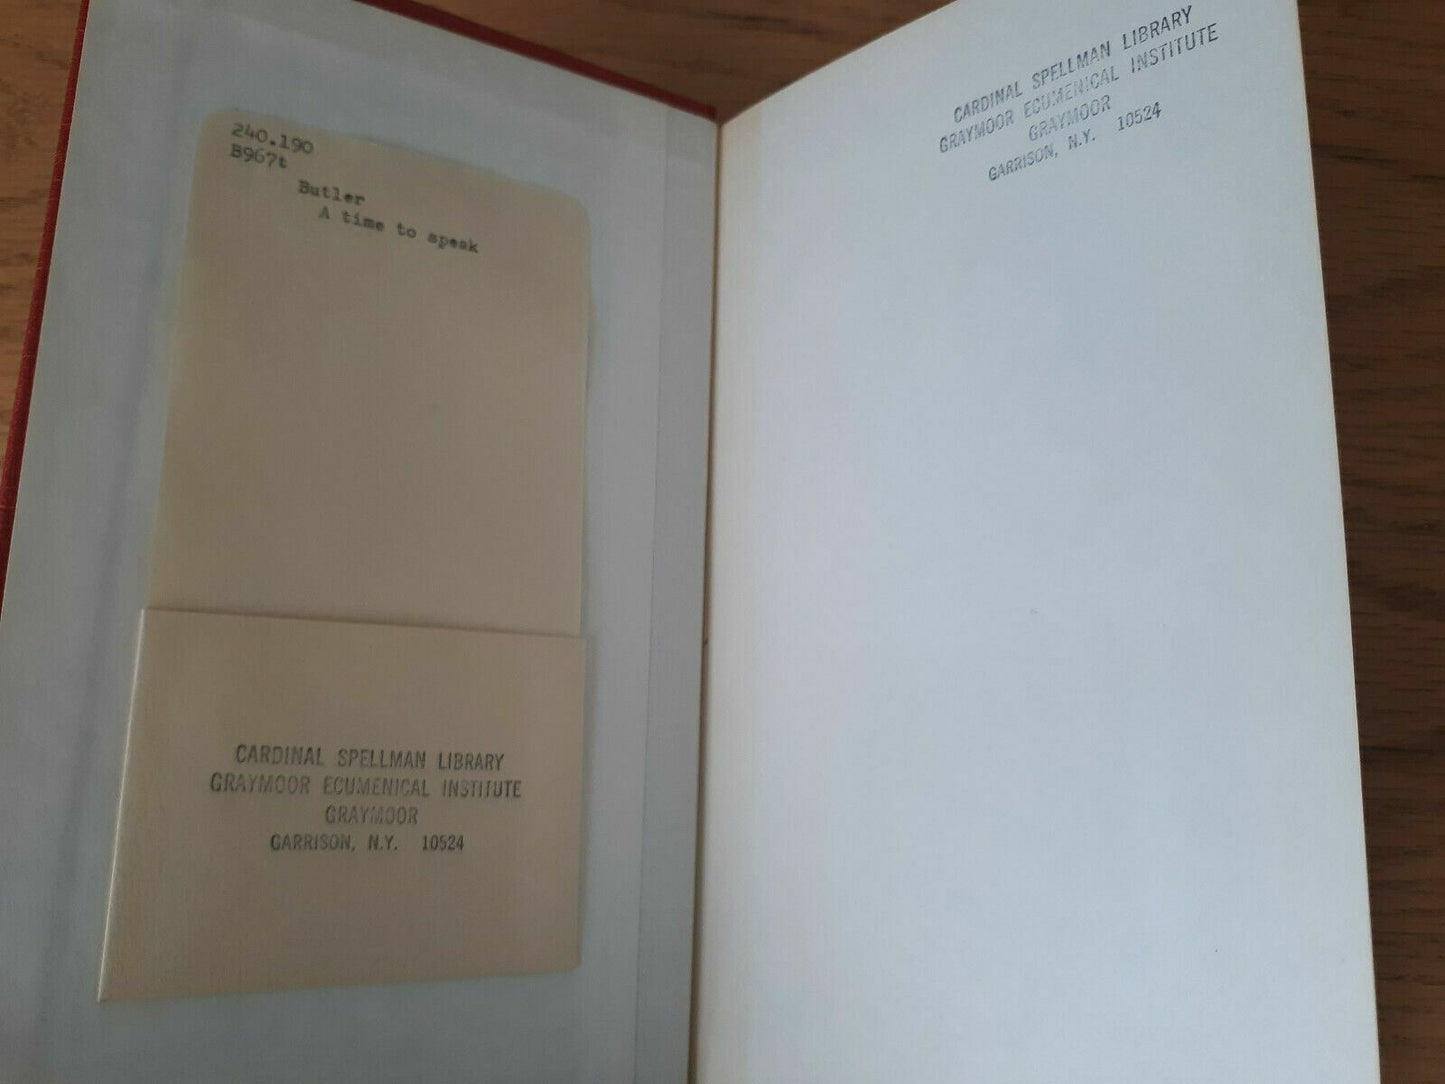 240.190
B967t
Butler
A time to speak
CARDINAL SPELLMAN LIBRARY
GRAYMOOR ECUMENICAL INSTITUTE
GRAYMOOR
GARRISON, N.Y. 10524
CARDINAL SPELLMAN LIBRARY
GRAYMOOR ECUMENICAL INSTITUTE
GRAYMOOR
GARRISON, N.Y. 10524